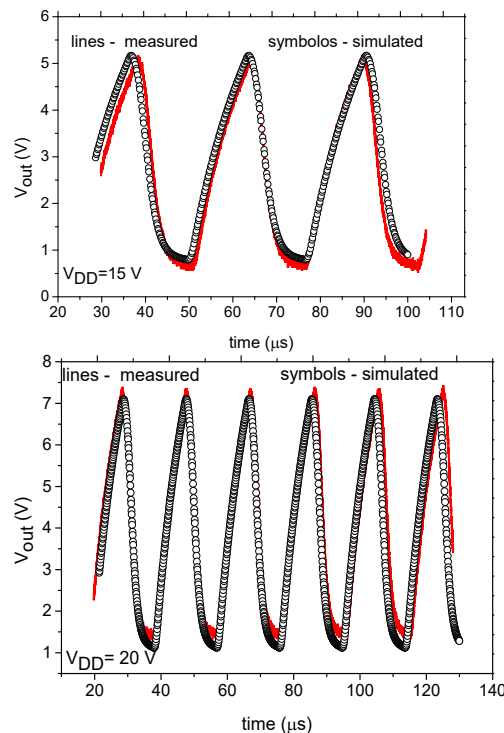 lines - measured symbolos - simulated
6
5
4
3
2
1
0
V_out (V)
V_DD=15 V
20 30 40 50 60 70 80 90 100 110
time (μs)
lines - measured symbols - simulated
8
7
6
5
4
3
2
1
V_out (V)
V_DD= 20 V
20 40 60 80 100 120 140
time (μs)